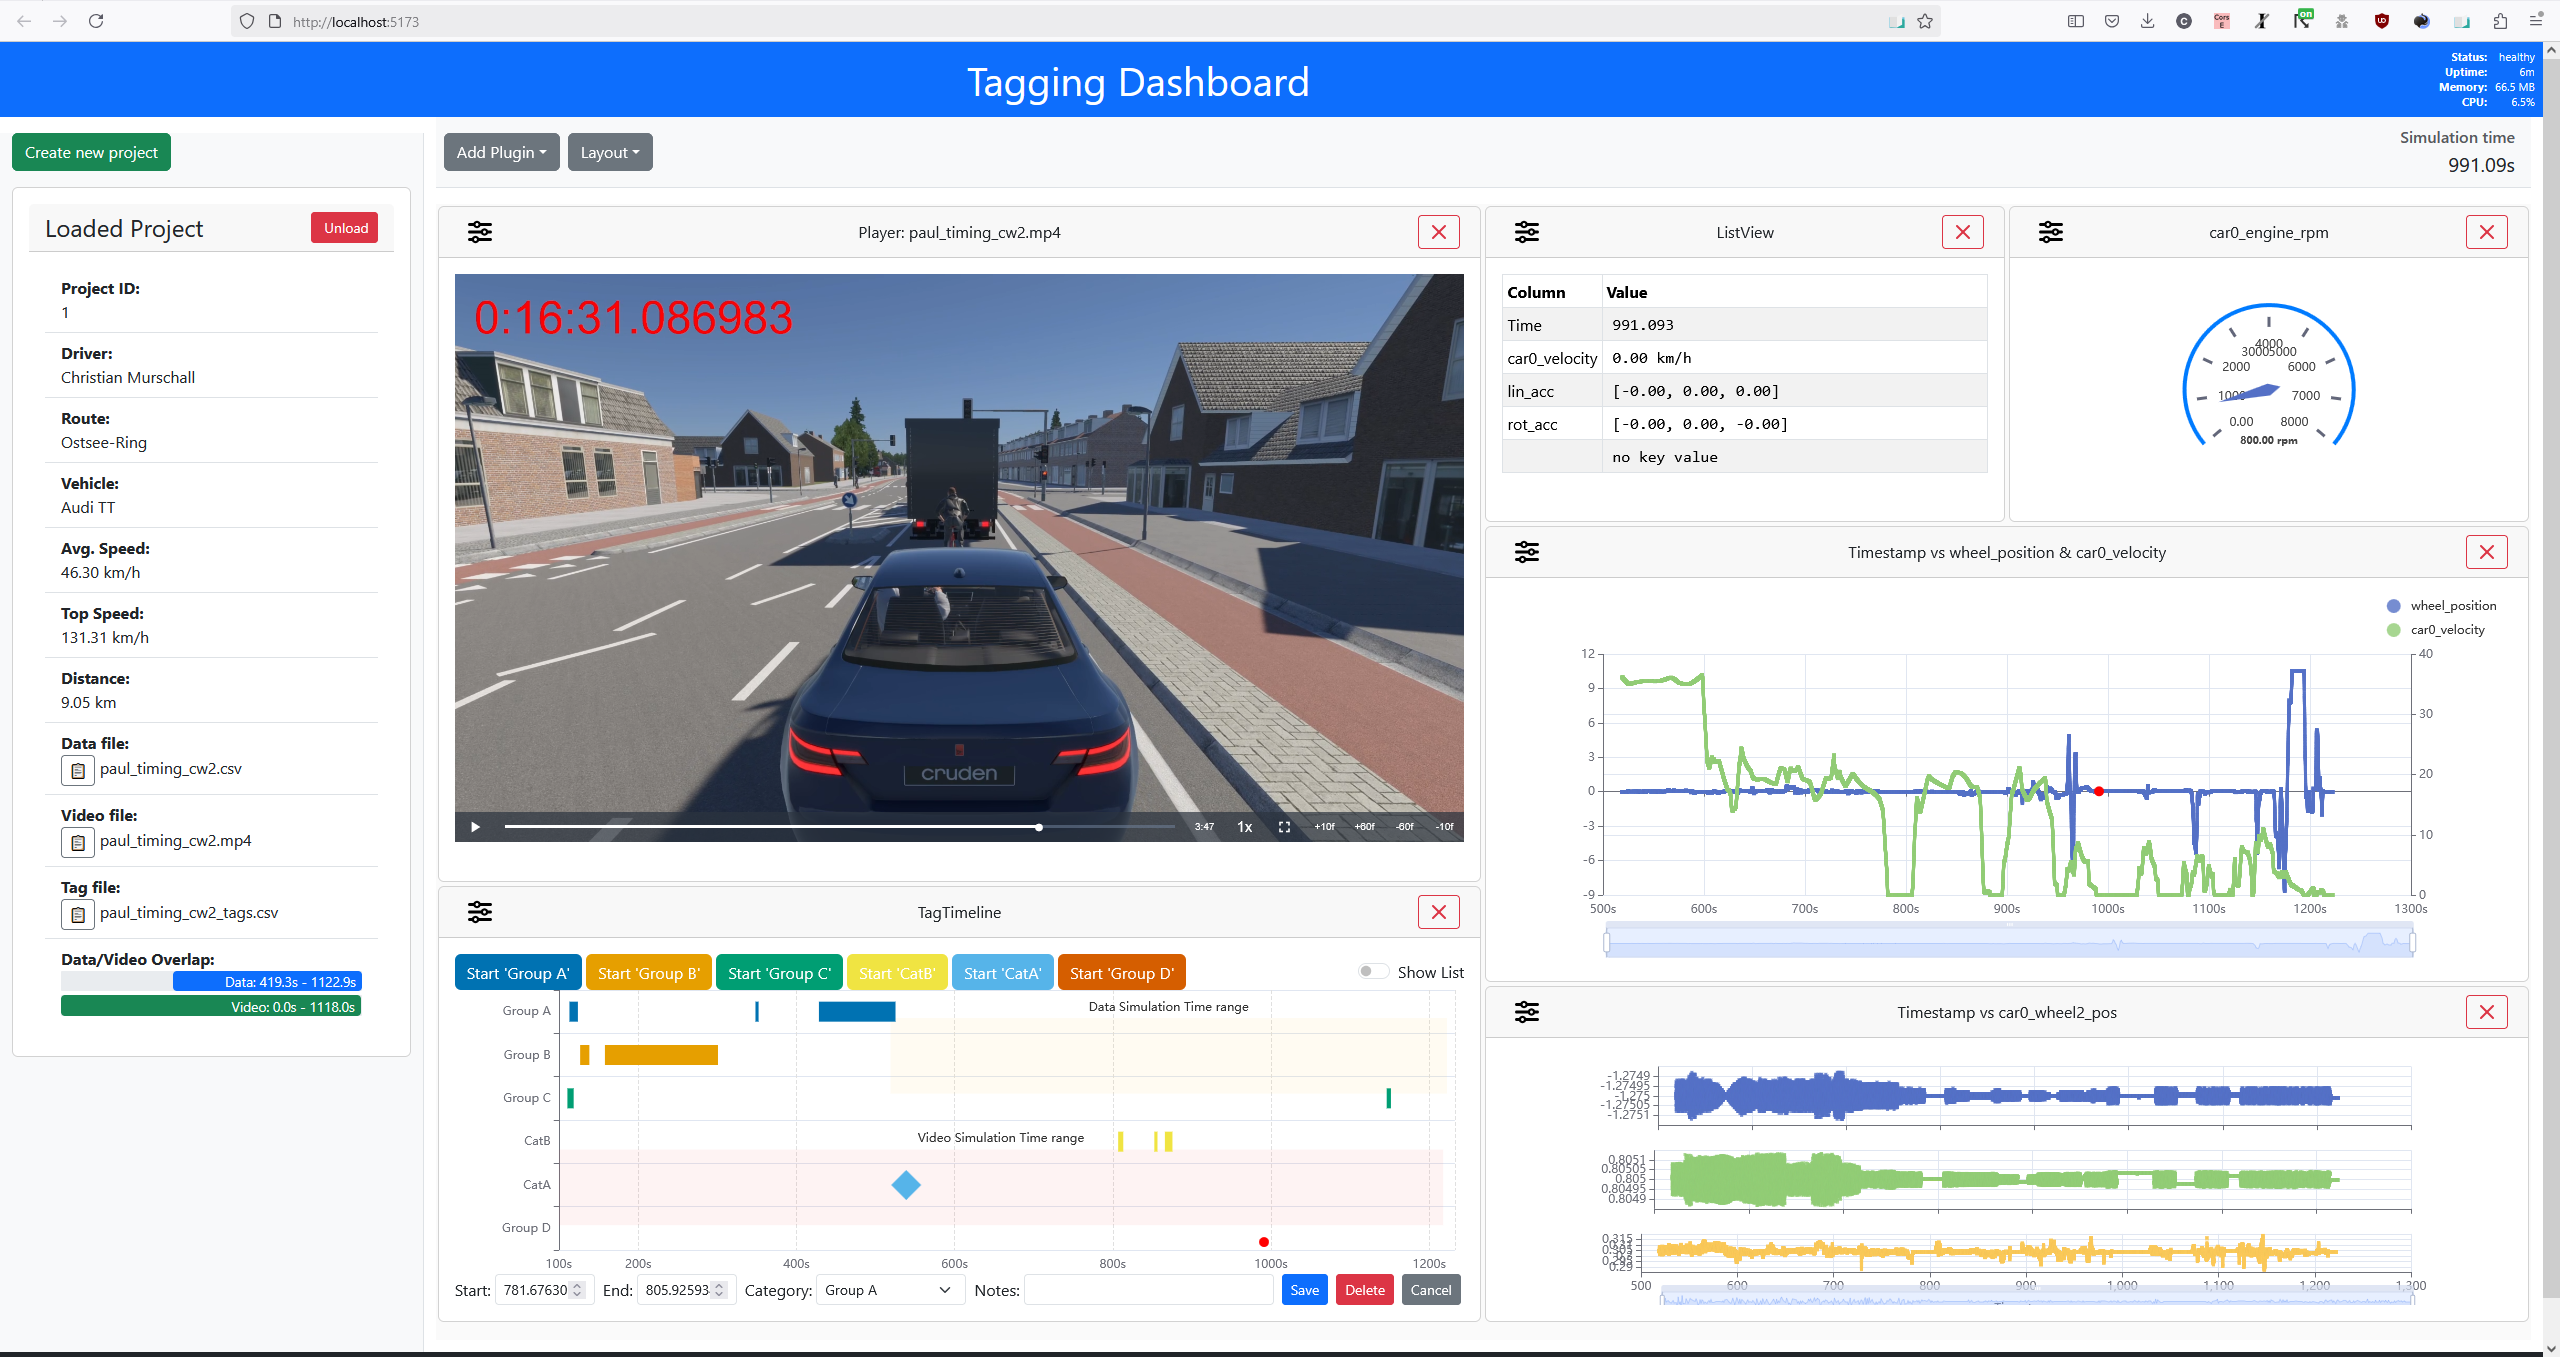 http://localhost:5173
Cors
E
on
Tagging Dashboard
Status: healthy
Uptime: 6m
Memory: 66.5 MB
CPU: 6.5%
Create new project
Add Plugin
Layout
Simulation time
991.09s
Loaded Project
Unload
Project ID:
1
Driver:
Christian Murschall
Route:
Ostsee-Ring
Vehicle:
Audi TT
Avg. Speed:
46.30 km/h
Top Speed:
131.31 km/h
Distance:
9.05 km
Data file:
paul_timing_cw2.csv
Video file:
paul_timing_cw2.mp4
Tag file:
paul_timing_cw2_tags.csv
Data/Video Overlap:
Data: 419.3s - 1122.9s
Video: 0.0s - 1118.0s
Player: paul_timing_cw2.mp4
0:16:31.086983
cruden
3:47 1x +10f +60f -60f -10f
TagTimeline
Start 'Group A' Start 'Group B' Start 'Group C' Start 'CatB' Start 'CatA' Start 'Group D'
Show List
Group A
Data Simulation Time range
Group B
Group C
CatB
Video Simulation Time range
CatA
Group D
100s 200s 400s 600s 800s 1000s 1200s
Start: 781.67630 End: 805.92593 Category: Group A Notes: Save Delete Cancel
ListView
Column Value
Time 991.093
car0_velocity 0.00 km/h
lin_acc [-0.00, 0.00, 0.00]
rot_acc [-0.00, 0.00, -0.00]
no key value
car0_engine_rpm
4000
3000 5000
2000 6000
1000 7000
0.00 8000
800.00 rpm
Timestamp vs wheel_position & car0_velocity
wheel_position
car0_velocity
12 40
9
30
6
3
20
0
-3
10
-6
-9 0
500s 600s 700s 800s 900s 1000s 1100s 1200s 1300s
Timestamp vs car0_wheel2_pos
-1.2749
-1.27495
-1.275
-1.27505
-1.2751
0.8051
0.80505
0.805
0.80495
0.8049
0.315
0.31
0.305
0.295
0.29
500 600 700 800 900 1,000 1,100 1,200 1,300